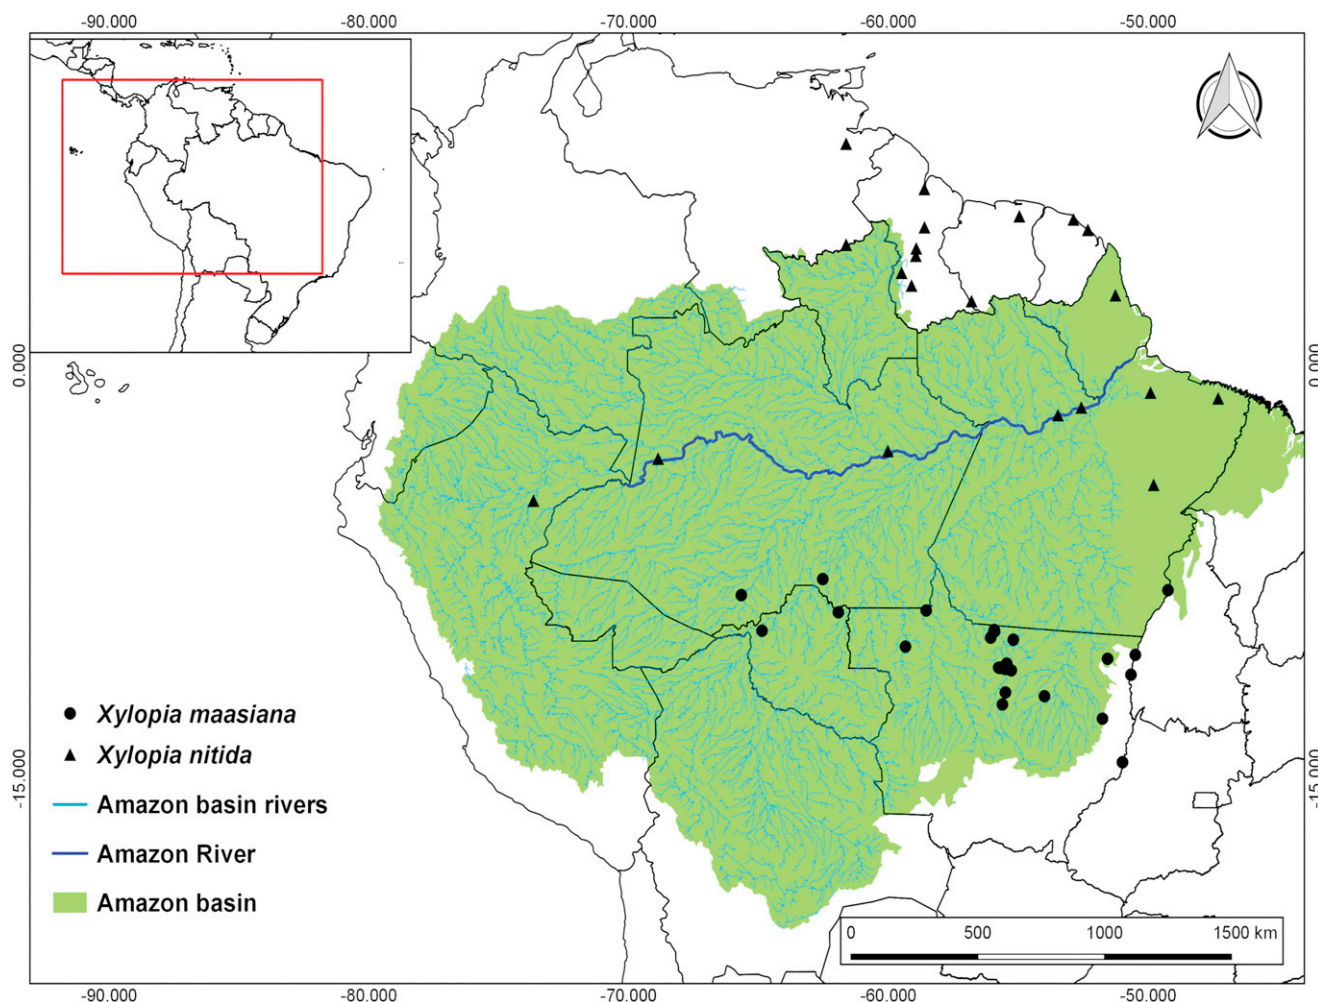 -90.000 -80.000 -70.000 -60.000 -50.000
0.000 0.000
Xylopia maasiana
Xylopia nitida
-15.000 -15.000
Amazon basin rivers
Amazon River
Amazon basin
0 500 1000 1500 km
-90.000 -80.000 -70.000 -60.000 -50.000